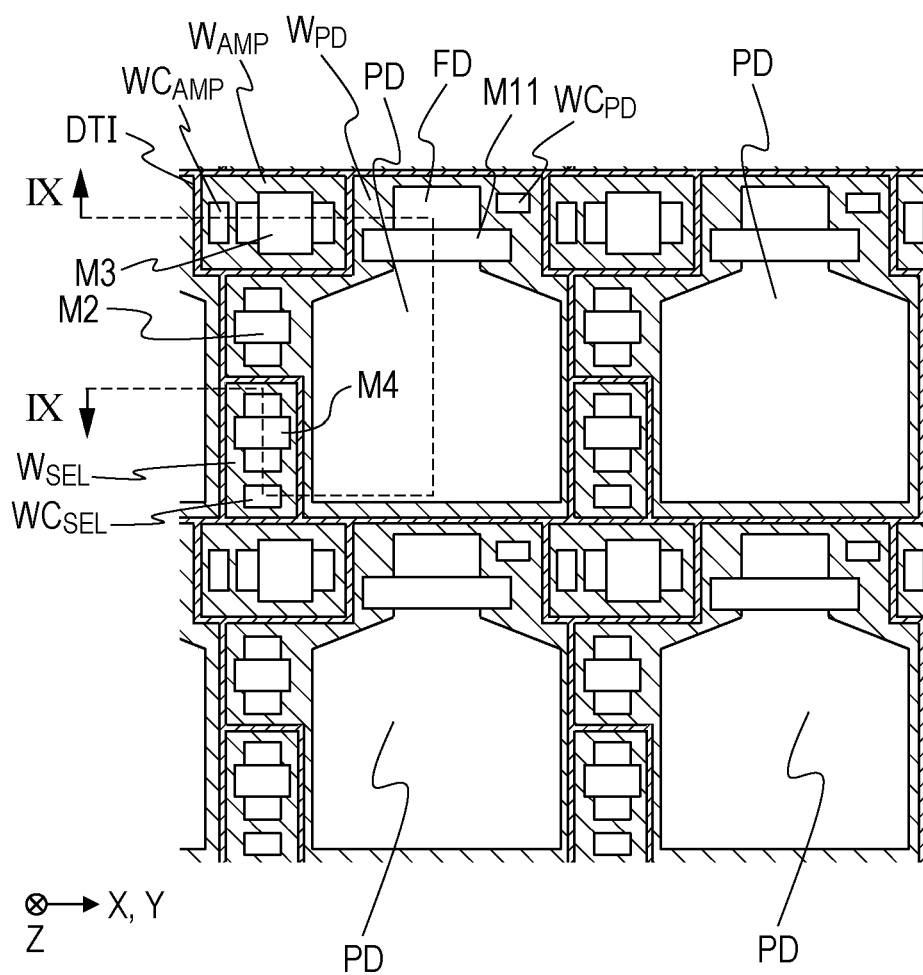 W_AMP
W_PD
PD
FD
PD
WC_AMP
M11
WC_PD
DTI
IX
M3
M2
IX
M4
W_SEL
WC_SEL
X, Y
Z
PD
PD